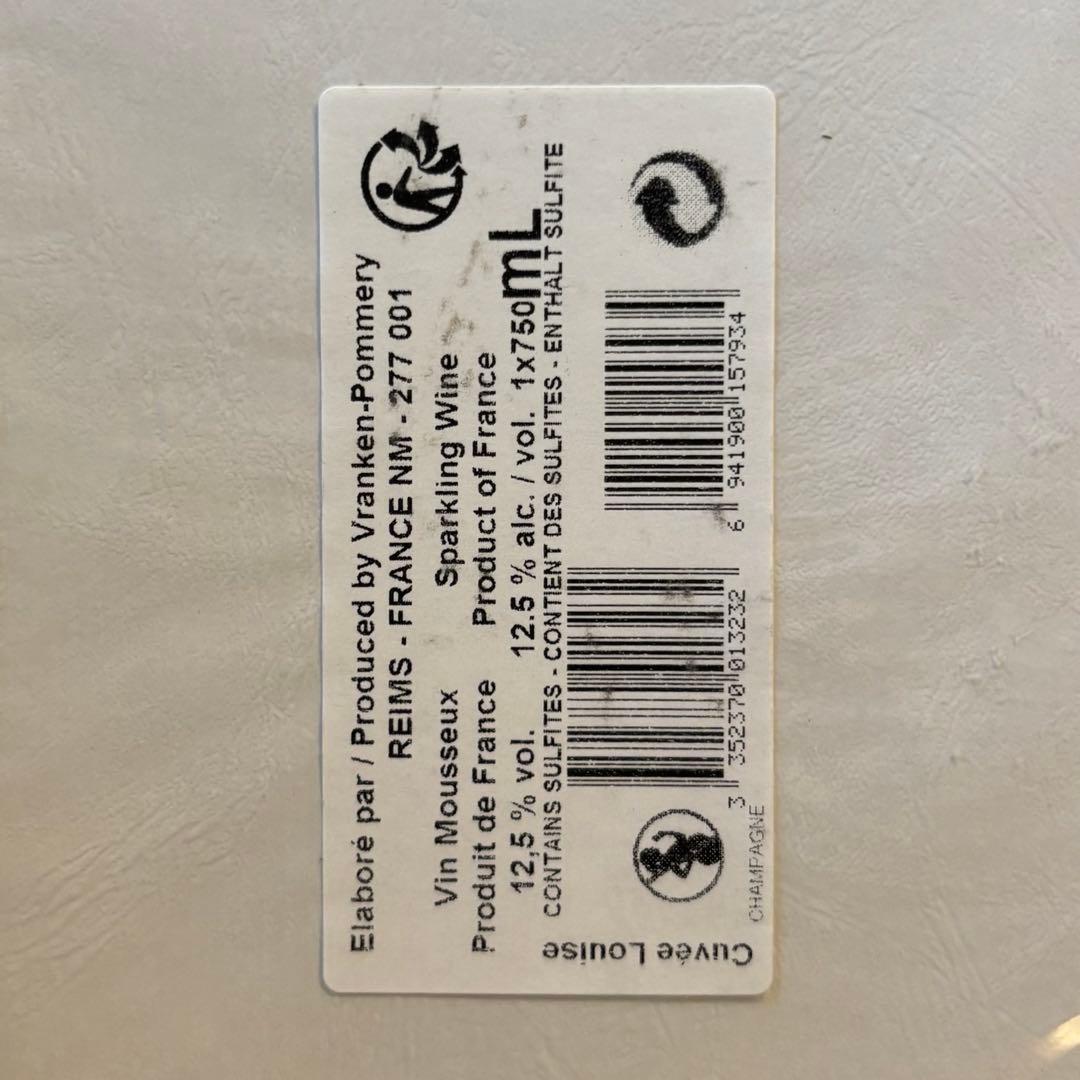 Elaboré par / Produced by Vranken-Pommery
REIMS - FRANCE NM - 277 001
Vin Mousseux Sparkling Wine
Produit de France Product of France
12,5 % vol. 12.5 % alc. / vol. 1x750mL
CONTAINS SULFITES - CONTIENT DES SULFITES - ENTHALT SULFITE
3 352370 013232
6 941900 157934
CHAMPAGNE
Cuvée Louise